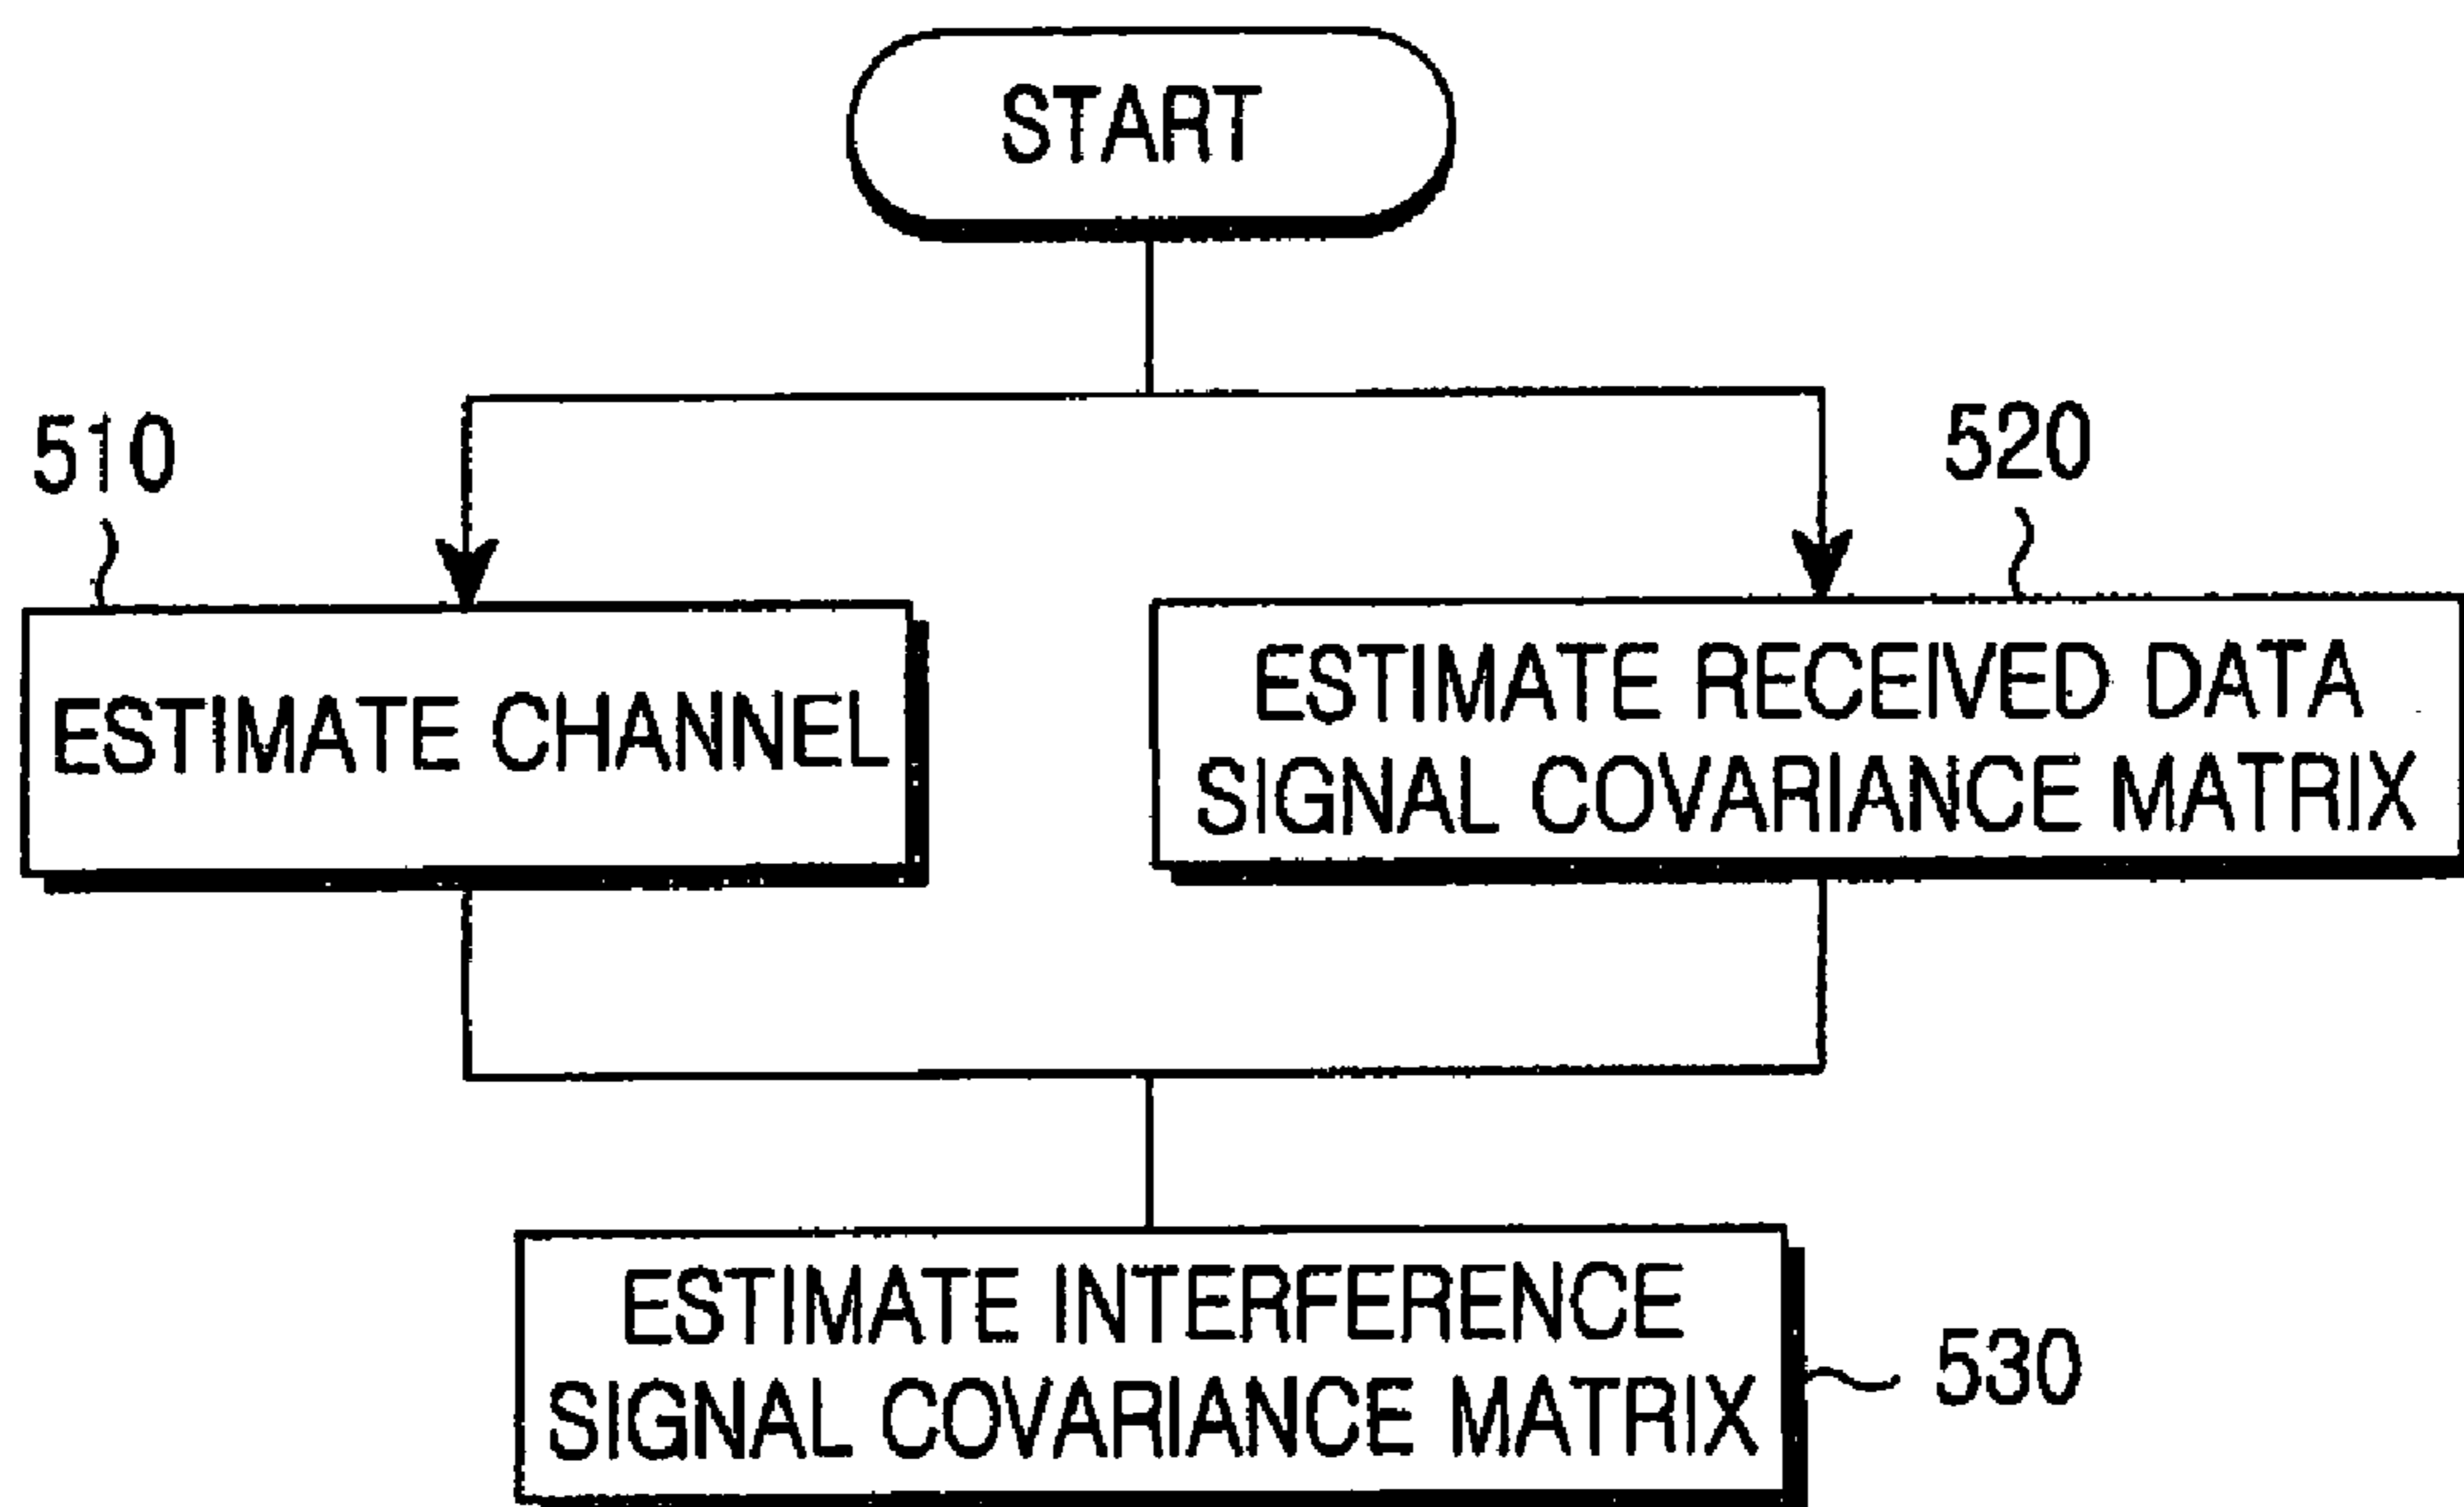 START
510
520
ESTIMATE CHANNEL
ESTIMATE RECEIVED DATA
SIGNAL COVARIANCE MATRIX
ESTIMATE INTERFERENCE
SIGNAL COVARIANCE MATRIX
530